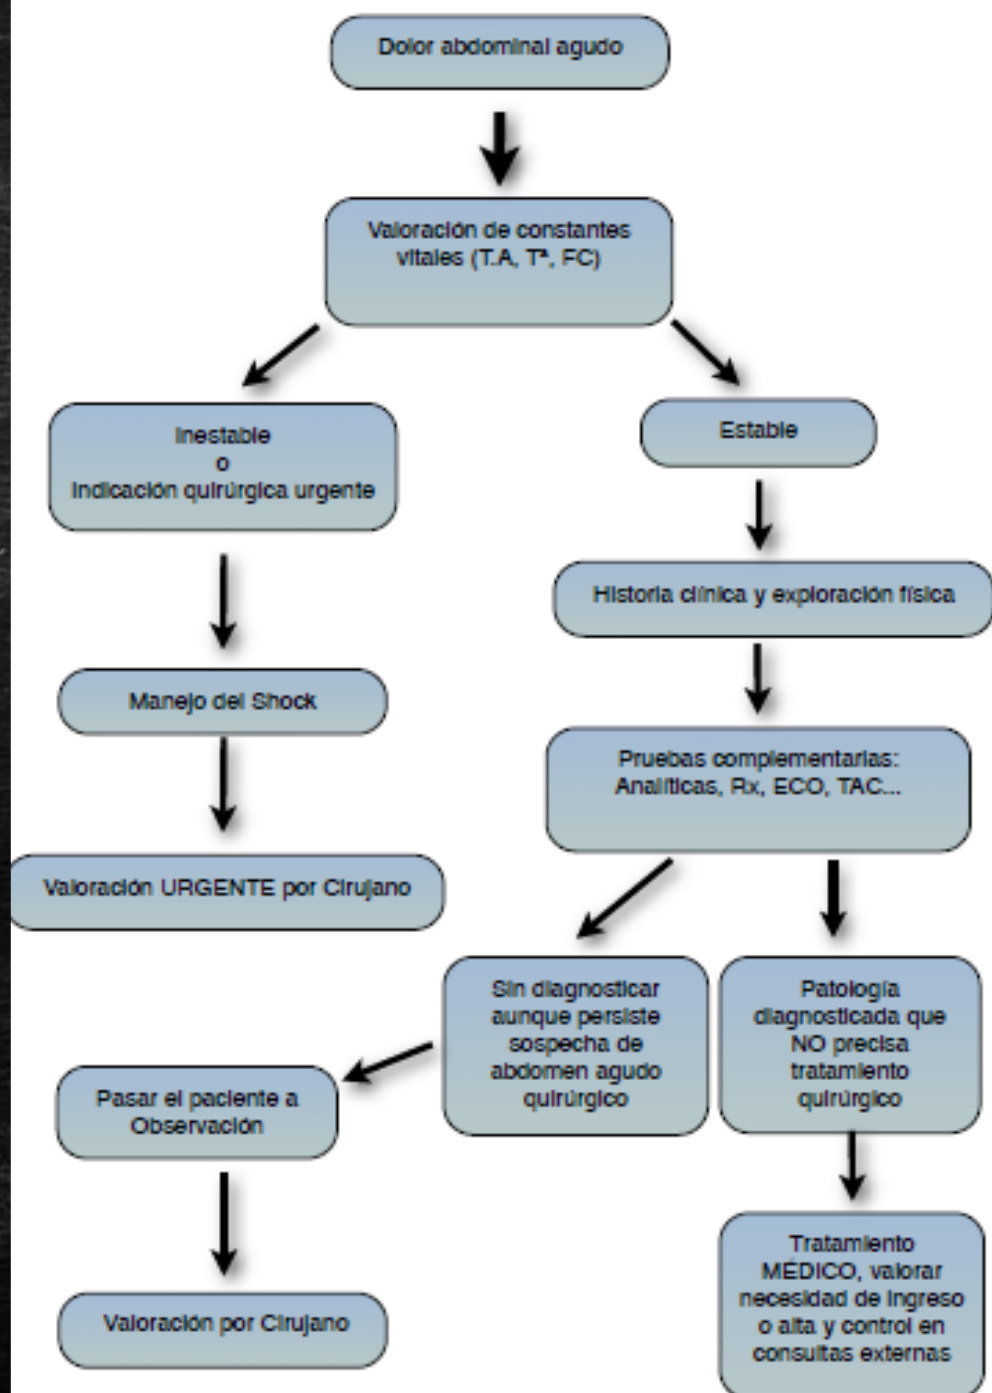 Dolor abdominal agudo
Valoración de constantes
vitales (T.A, Tª, FC)
Inestable
o
Indicación quirúrgica urgente
Estable
Historia clínica y exploración física
Manejo del Shock
Pruebas complementarias:
Analíticas, Rx, ECO, TAC...
Valoración URGENTE por Cirujano
Sin diagnosticar
aunque persiste
sospecha de
abdomen agudo
quirúrgico
Patología
diagnosticada que
NO precisa
tratamiento
quirúrgico
Pasar el paciente a
Observación
Valoración por Cirujano
Tratamiento
MÉDICO, valorar
necesidad de ingreso
o alta y control en
consultas externas